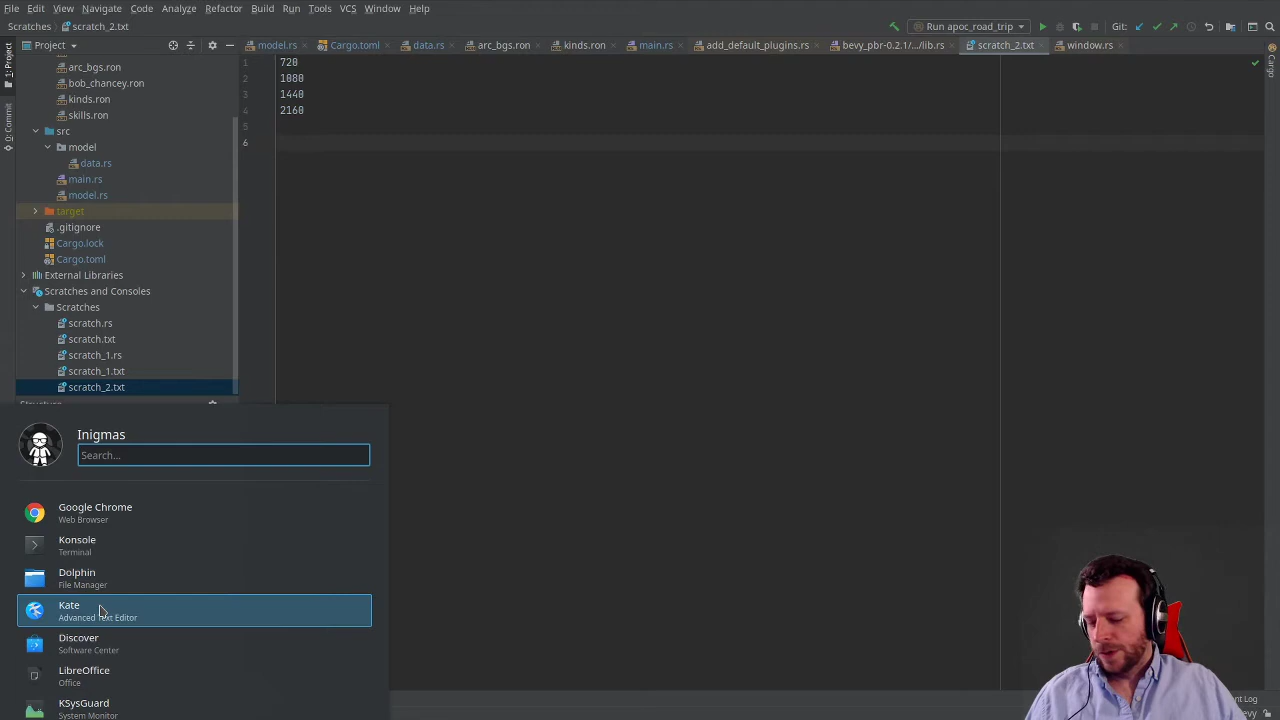 File Edit View Navigate Code Analyze Refactor Build Run Tools VCS Window Help
Scratches scratch_2.txt Run apoc_road_trip Git:
1: Project Project model.rs Cargo.toml data.rs arc_bgs.ron kinds.ron main.rs add_default_plugins.rs bevy_pbr-0.2.1/.../lib.rs scratch_2.txt window.rs Cargo
0: Commit
arc_bgs.ron
bob_chancey.ron
kinds.ron
skills.ron
src
model
data.rs
main.rs
model.rs
target
.gitignore
Cargo.lock
Cargo.toml
External Libraries
Scratches and Consoles
Scratches
scratch.rs
scratch.txt
scratch_1.rs
scratch_1.txt
scratch_2.txt
1 720
2 1080
3 1440
4 2160
5
6
Inigmas
Search...
Google Chrome
Web Browser
Konsole
Terminal
Dolphin
File Manager
Kate
Advanced Text Editor
Discover
Software Center
LibreOffice
Office
KSysGuard
System Monitor